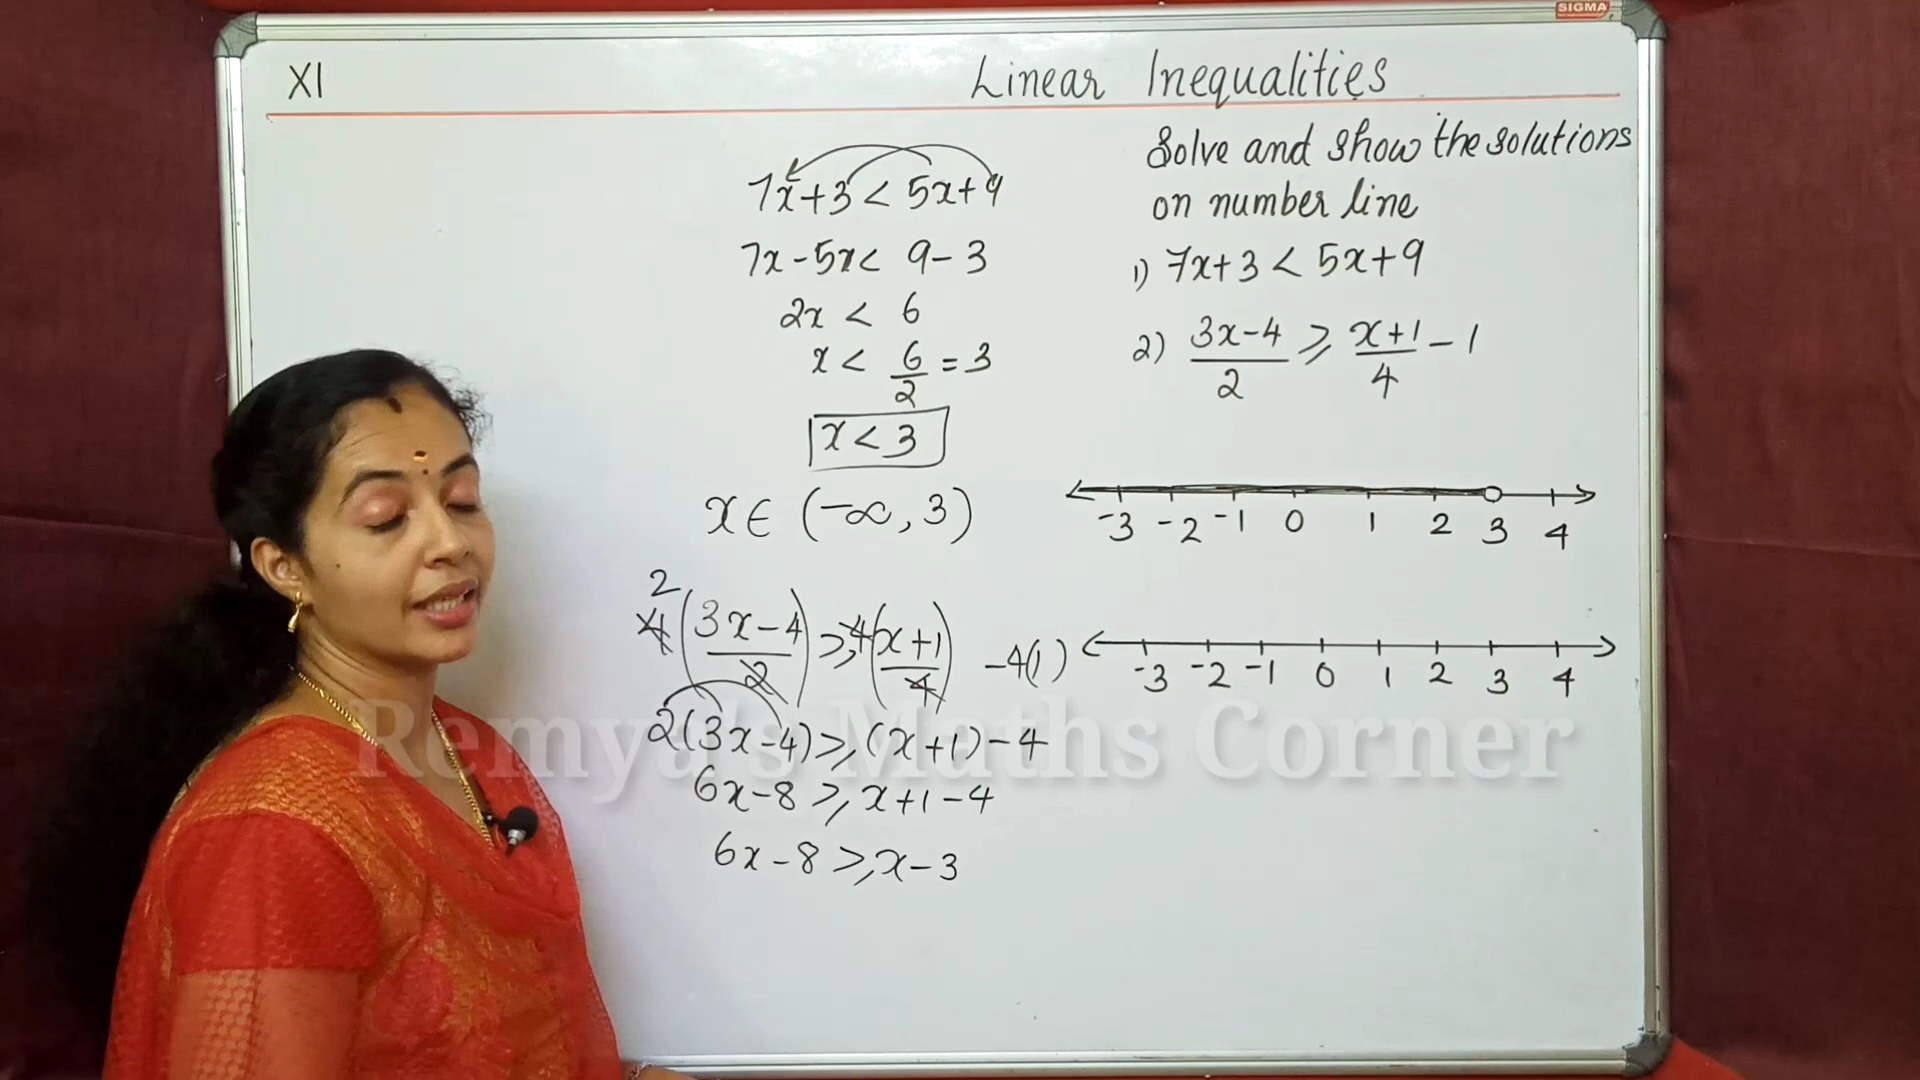 SIGMA
XI
Linear Inequalities
7x+3 < 5x+9
7x-5x < 9-3
2x < 6
x < 6/2 = 3
x < 3
x ∈ (-∞, 3)
2
4(3x-4/2) ≥ 4(x+1/4) -4(1)
2(3x-4) ≥ (x+1)-4
6x-8 ≥ x+1-4
6x-8 ≥ x-3
Solve and show the solutions
on number line
1) 7x+3 < 5x+9
2) 3x-4/2 ≥ x+1/4 - 1
-3 -2 -1 0 1 2 3 4
-3 -2 -1 0 1 2 3 4
Remya's Maths Corner